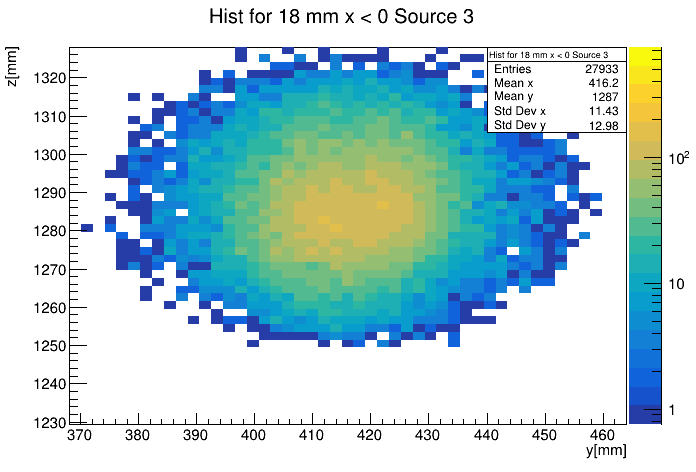 Hist for 18 mm x < 0 Source 3
z[mm]
Hist for 18 mm x < 0 Source 3
Entries 27933
Mean x 416.2
Mean y 1287
Std Dev x 11.43
Std Dev y 12.98
1320
1310
1300
1290
1280
1270
1260
1250
1240
1230
10²
10
1
370 380 390 400 410 420 430 440 450 460
y[mm]